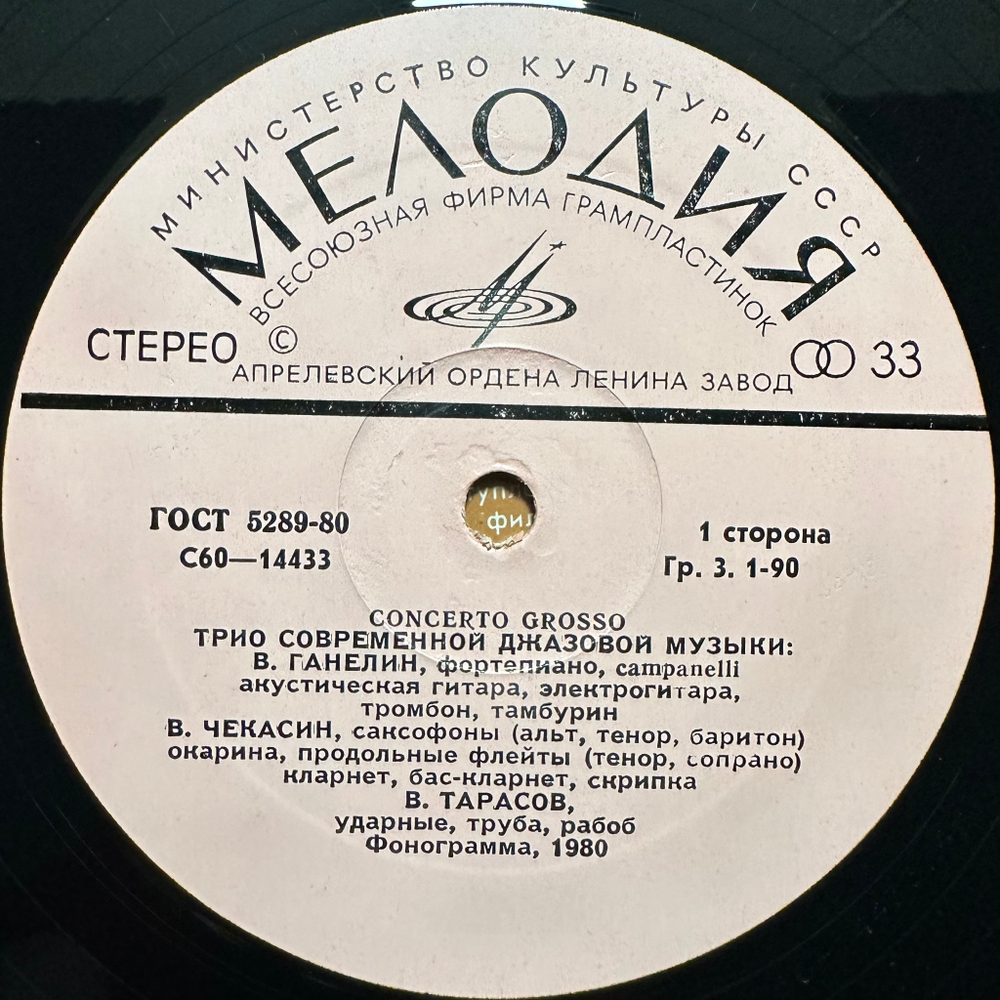 МИНИСТЕРСТВО КУЛЬТУРЫ СССР
МЕЛОДИЯ
ВСЕСОЮЗНАЯ ФИРМА ГРАМПЛАСТИНОК
СТЕРЕО ©
33
АПРЕЛЕВСКИЙ ОРДЕНА ЛЕНИНА ЗАВОД
ГОСТ 5289-80
С60—14433
1 сторона
Гр. 3. 1-90
CONCERTO GROSSO
ТРИО СОВРЕМЕННОЙ ДЖАЗОВОЙ МУЗЫКИ:
В. ГАНЕЛИН, фортепиано, campanelli
акустическая гитара, электрогитара,
тромбон, тамбурин
В. ЧЕКАСИН, саксофоны (альт, тенор, баритон)
окарина, продольные флейты (тенор, сопрано)
кларнет, бас-кларнет, скрипка
В. ТАРАСОВ,
ударные, труба, рабоб
Фонограмма, 1980